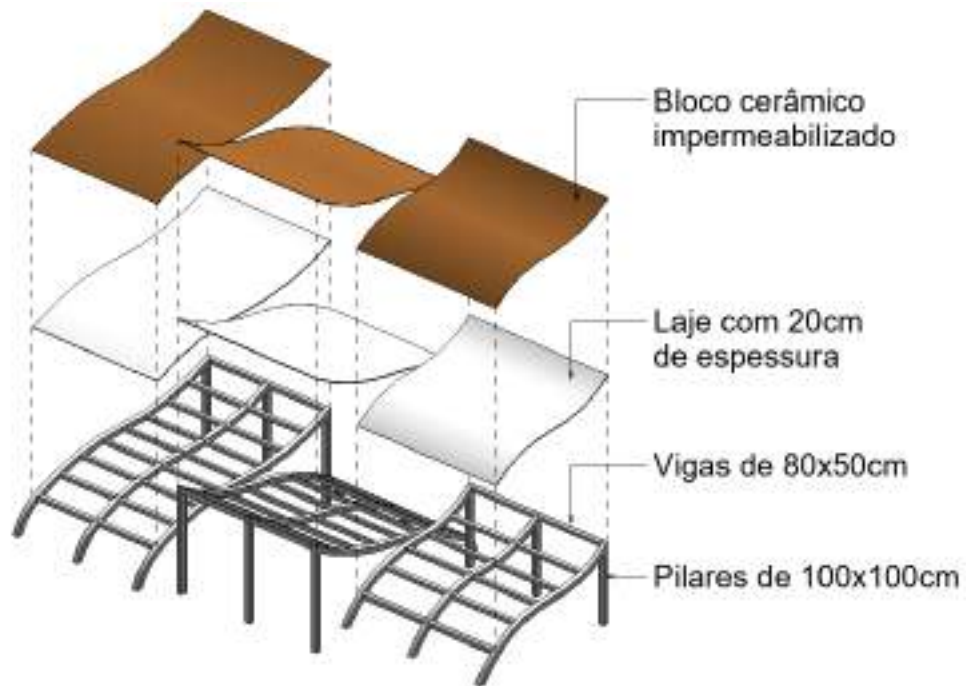 Bloco cerâmico
impermeabilizado
Laje com 20cm
de espessura
Vigas de 80x50cm
Pilares de 100x100cm